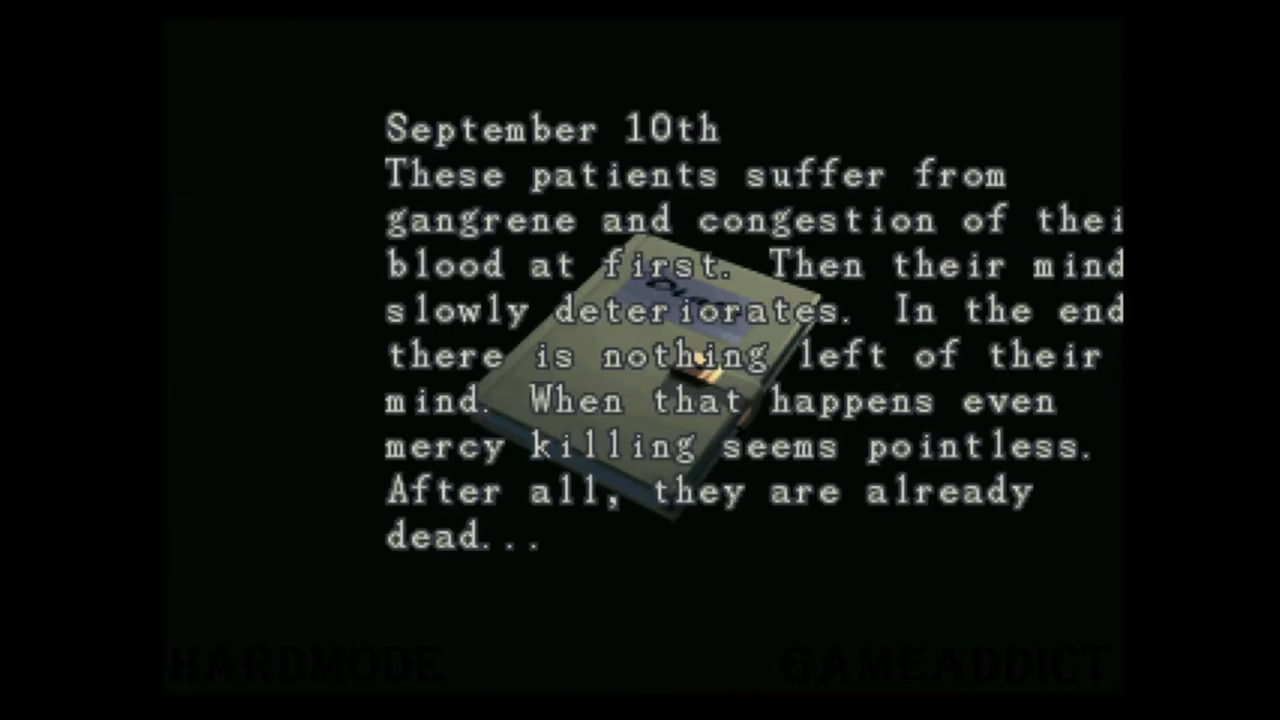 September 10th
These patients suffer from
gangrene and congestion of thei
blood at first. Then their mind
slowly deteriorates. In the end
there is nothing left of their
mind. When that happens even
mercy killing seems pointless.
After all, they are already
dead...
Diary
HARDMODE GAMEADDICT